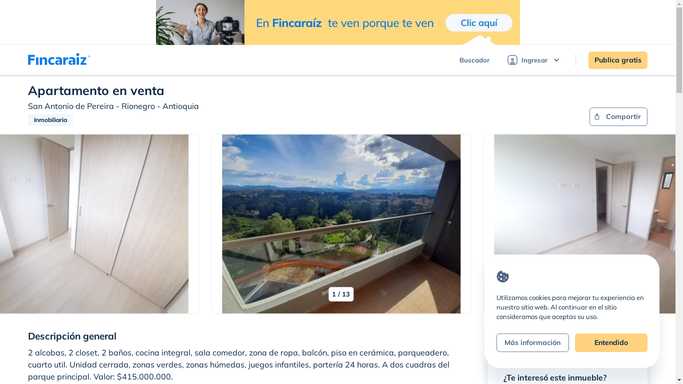 En Fincaraíz te ven porque te ven
Clic aquí
Fincaraíz
Buscador
Ingresar
Publica gratis
Apartamento en venta
San Antonio de Pereira - Rionegro - Antioquia
Inmobiliaria
Compartir
1 / 13
Descripción general
2 alcobas, 2 closet, 2 baños, cocina integral, sala comedor, zona de ropa, balcón, pisa en cerámica, parqueadero,
cuarto util. Unidad cerrada, zonas verdes, zonas húmedas, juegos infantiles, portería 24 horas. A dos cuadras del
parque principal. Valor: $415.000.000.
Utilizamos cookies para mejorar tu experiencia en
nuestro sitio web. Al continuar en el sitio
consideramos que aceptas su uso.
Más información
Entendido
¿Te interesó este inmueble?